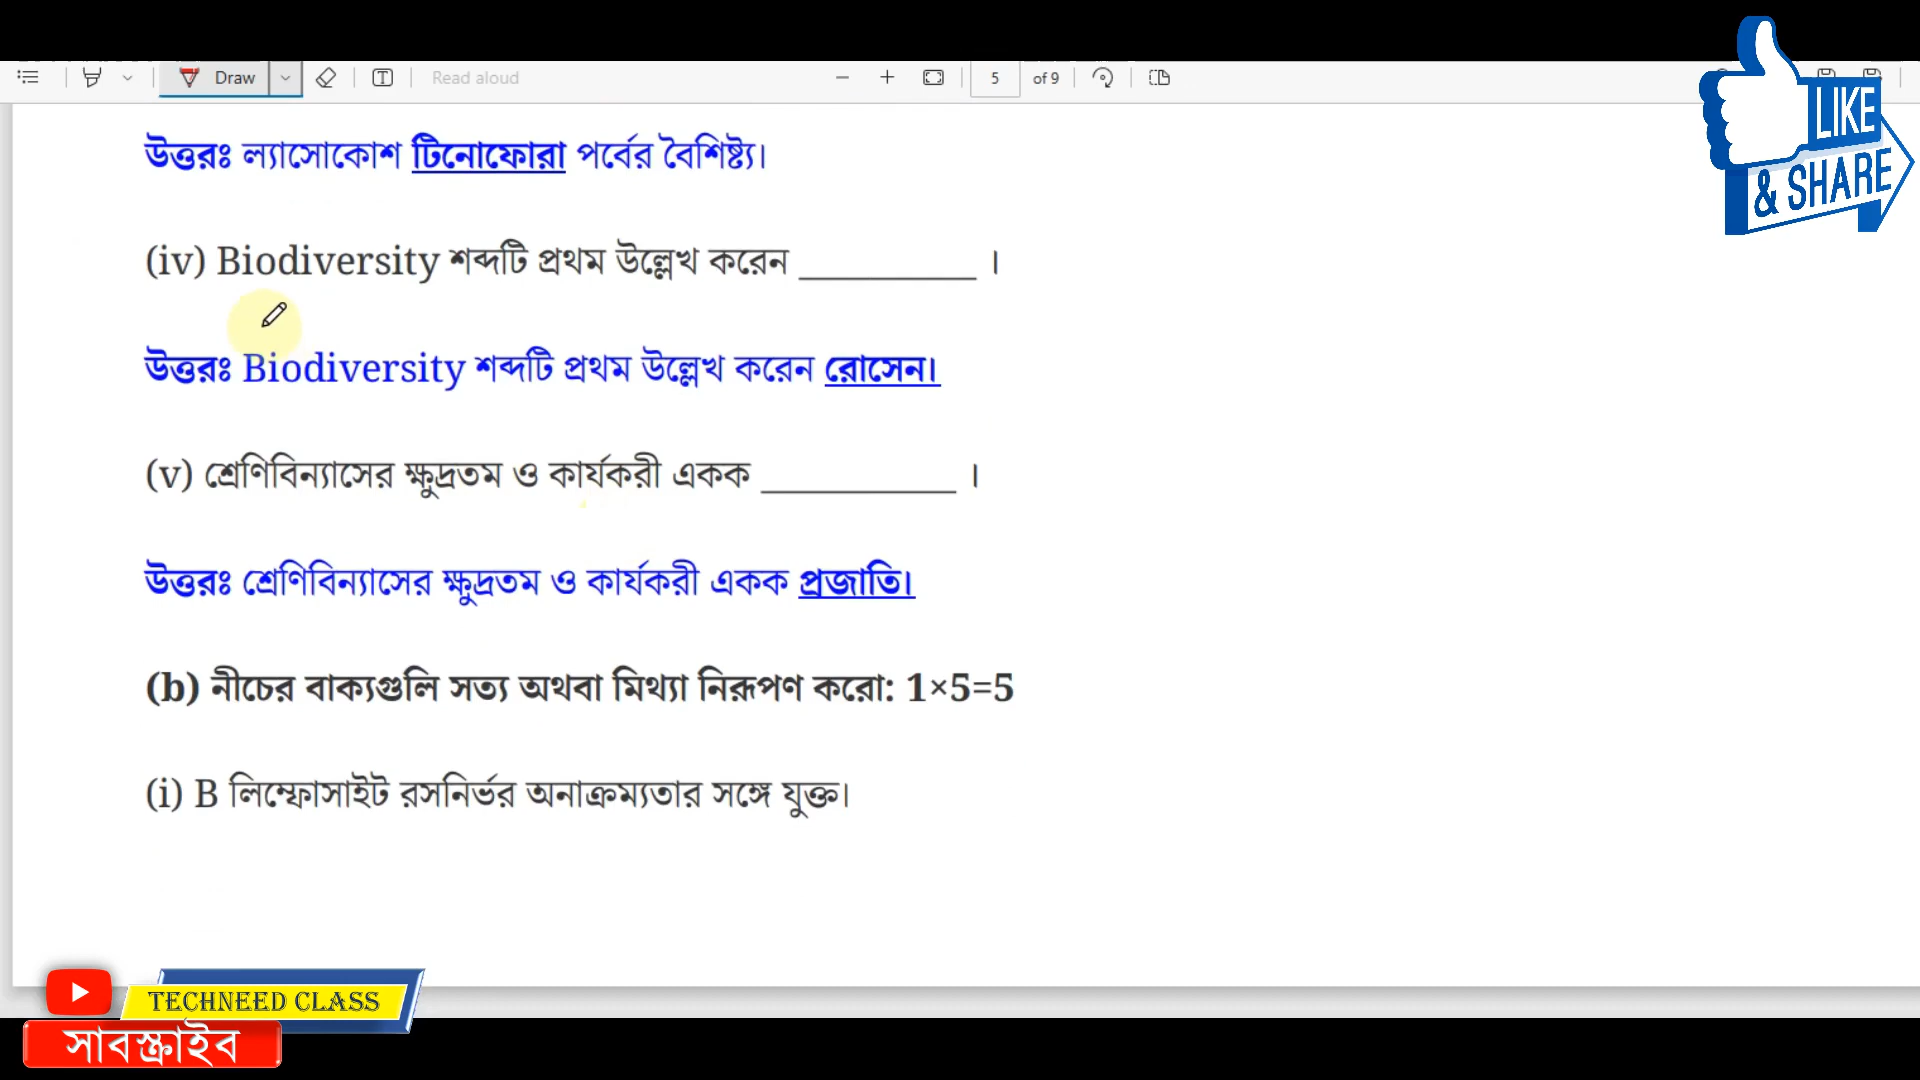 Draw
Read aloud
5 of 9
LIKE
& SHARE
উত্তরঃ ল্যাসোকোশ টিনোফোরা পর্বের বৈশিষ্ট্য।
(iv) Biodiversity শব্দটি প্রথম উল্লেখ করেন __________ ।
উত্তরঃ Biodiversity শব্দটি প্রথম উল্লেখ করেন রোসেন।
(v) শ্রেণিবিন্যাসের ক্ষুদ্রতম ও কার্যকরী একক ___________ ।
উত্তরঃ শ্রেণিবিন্যাসের ক্ষুদ্রতম ও কার্যকরী একক প্রজাতি।
(b) নীচের বাক্যগুলি সত্য অথবা মিথ্যা নিরূপণ করো: 1×5=5
(i) B লিম্ফোসাইট রসনির্ভর অনাক্রম্যতার সঙ্গে যুক্ত।
TECHNEED CLASS
সাবস্ক্রাইব